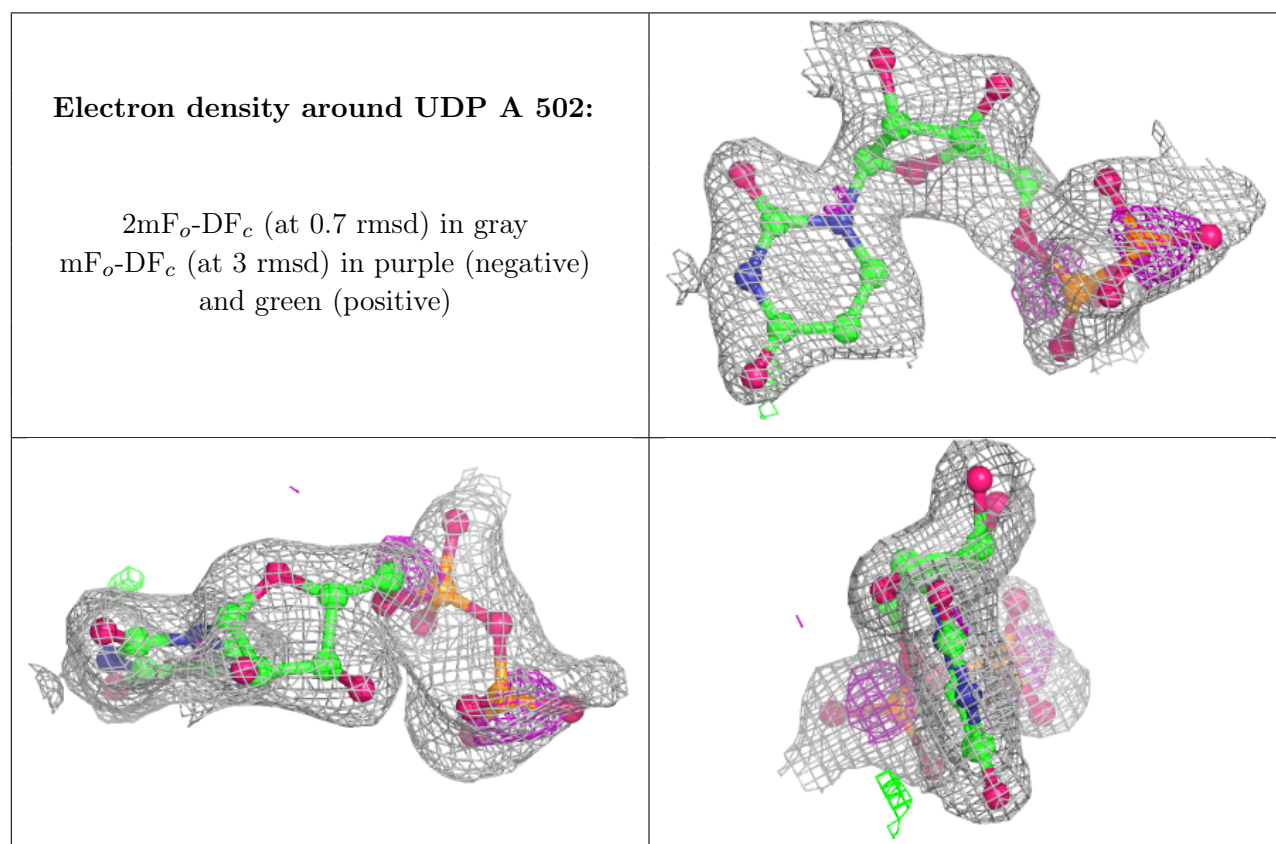 Electron density around UDP A 502:
2mFₒ-DF𝑐 (at 0.7 rmsd) in gray
mFₒ-DF𝑐 (at 3 rmsd) in purple (negative)
and green (positive)